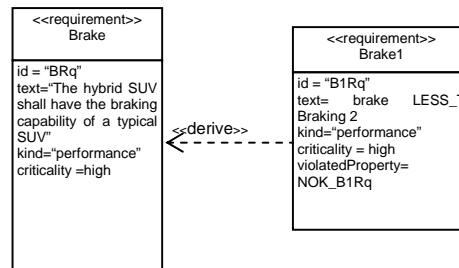 <<requirement>>
Brake
id = “BRq”
text=“The hybrid SUV
shall have the braking
capability of a typical
SUV”
kind=“performance”
criticality =high
<<derive>>
<<requirement>>
Brake1
id = “B1Rq”
text= brake
Braking 2
kind=“performance”
criticality = high
violatedProperty=
NOK_B1Rq